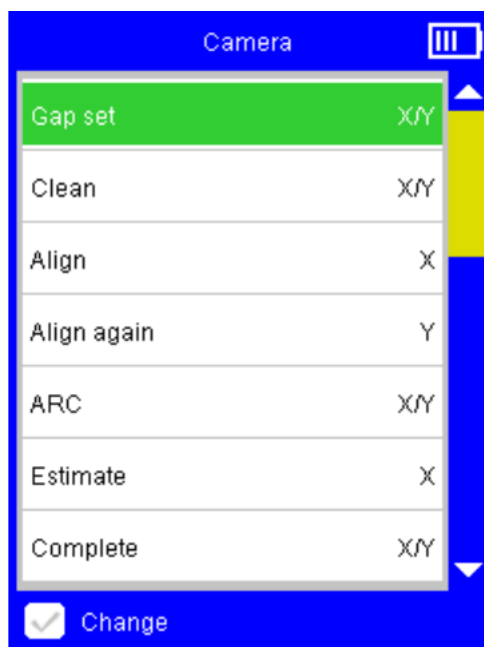 Camera
Gap set X/Y
Clean X/Y
Align X
Align again Y
ARC X/Y
Estimate X
Complete X/Y
Change